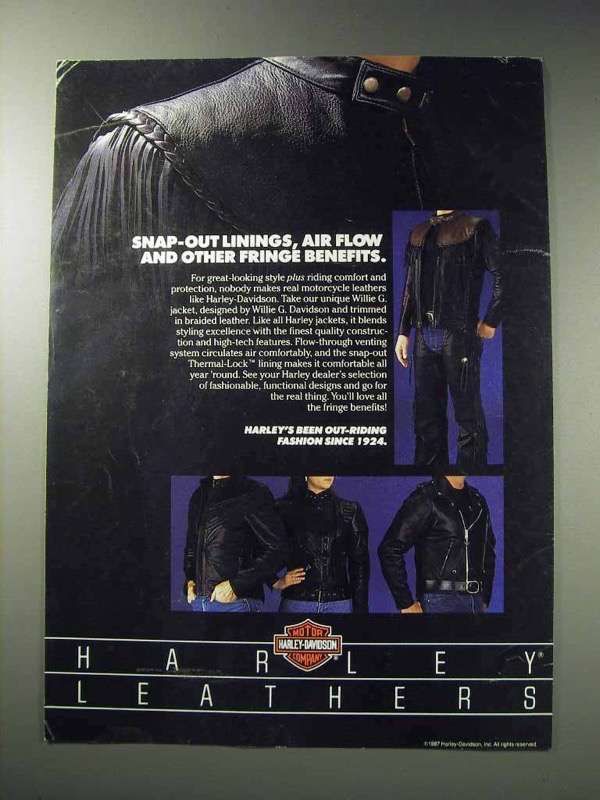 SNAP-OUT LININGS, AIR FLOW
AND OTHER FRINGE BENEFITS.
For great-looking style plus riding comfort and
protection, nobody makes real motorcycle leathers
like Harley-Davidson. Take our unique Willie G.
jacket, designed by Willie G. Davidson and trimmed
in braided leather. Like all Harley jackets, it blends
styling excellence with the finest quality construc-
tion and high-tech features. Flow-through venting
system circulates air comfortably, and the snap-out
Thermal-Lock™ lining makes it comfortable all
year 'round. See your Harley dealer's selection
of fashionable, functional designs and go for
the real thing. You'll love all
the fringe benefits!
HARLEY'S BEEN OUT-RIDING
FASHION SINCE 1924.
MOTOR
HARLEY-DAVIDSON
COMPANY ®
HARLEY®
LEATHERS
©1987 Harley-Davidson, Inc. All rights reserved.